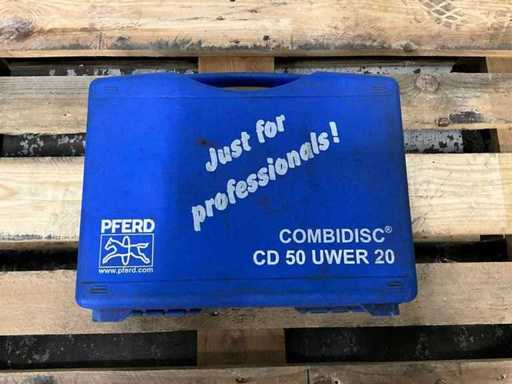 Just for
professionals!
PFERD
www.pferd.com
COMBIDISC®
CD 50 UWER 20